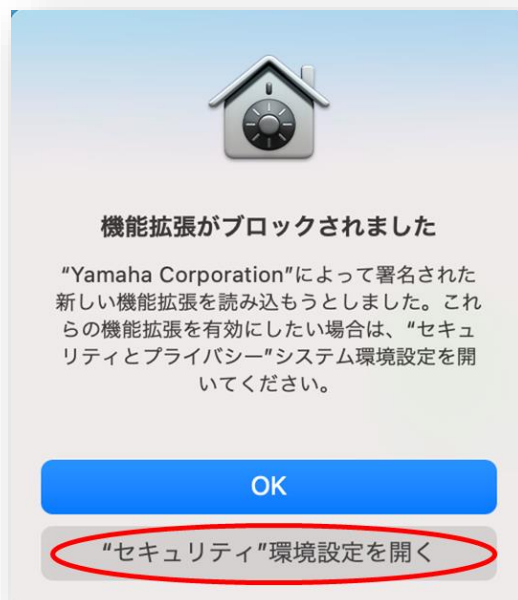 機能拡張がブロックされました
“Yamaha Corporation”によって署名された
新しい機能拡張を読み込もうとしました。これ
らの機能拡張を有効にしたい場合は、“セキュ
リティとプライバシー”システム環境設定を開
いてください。
OK
“セキュリティ”環境設定を開く